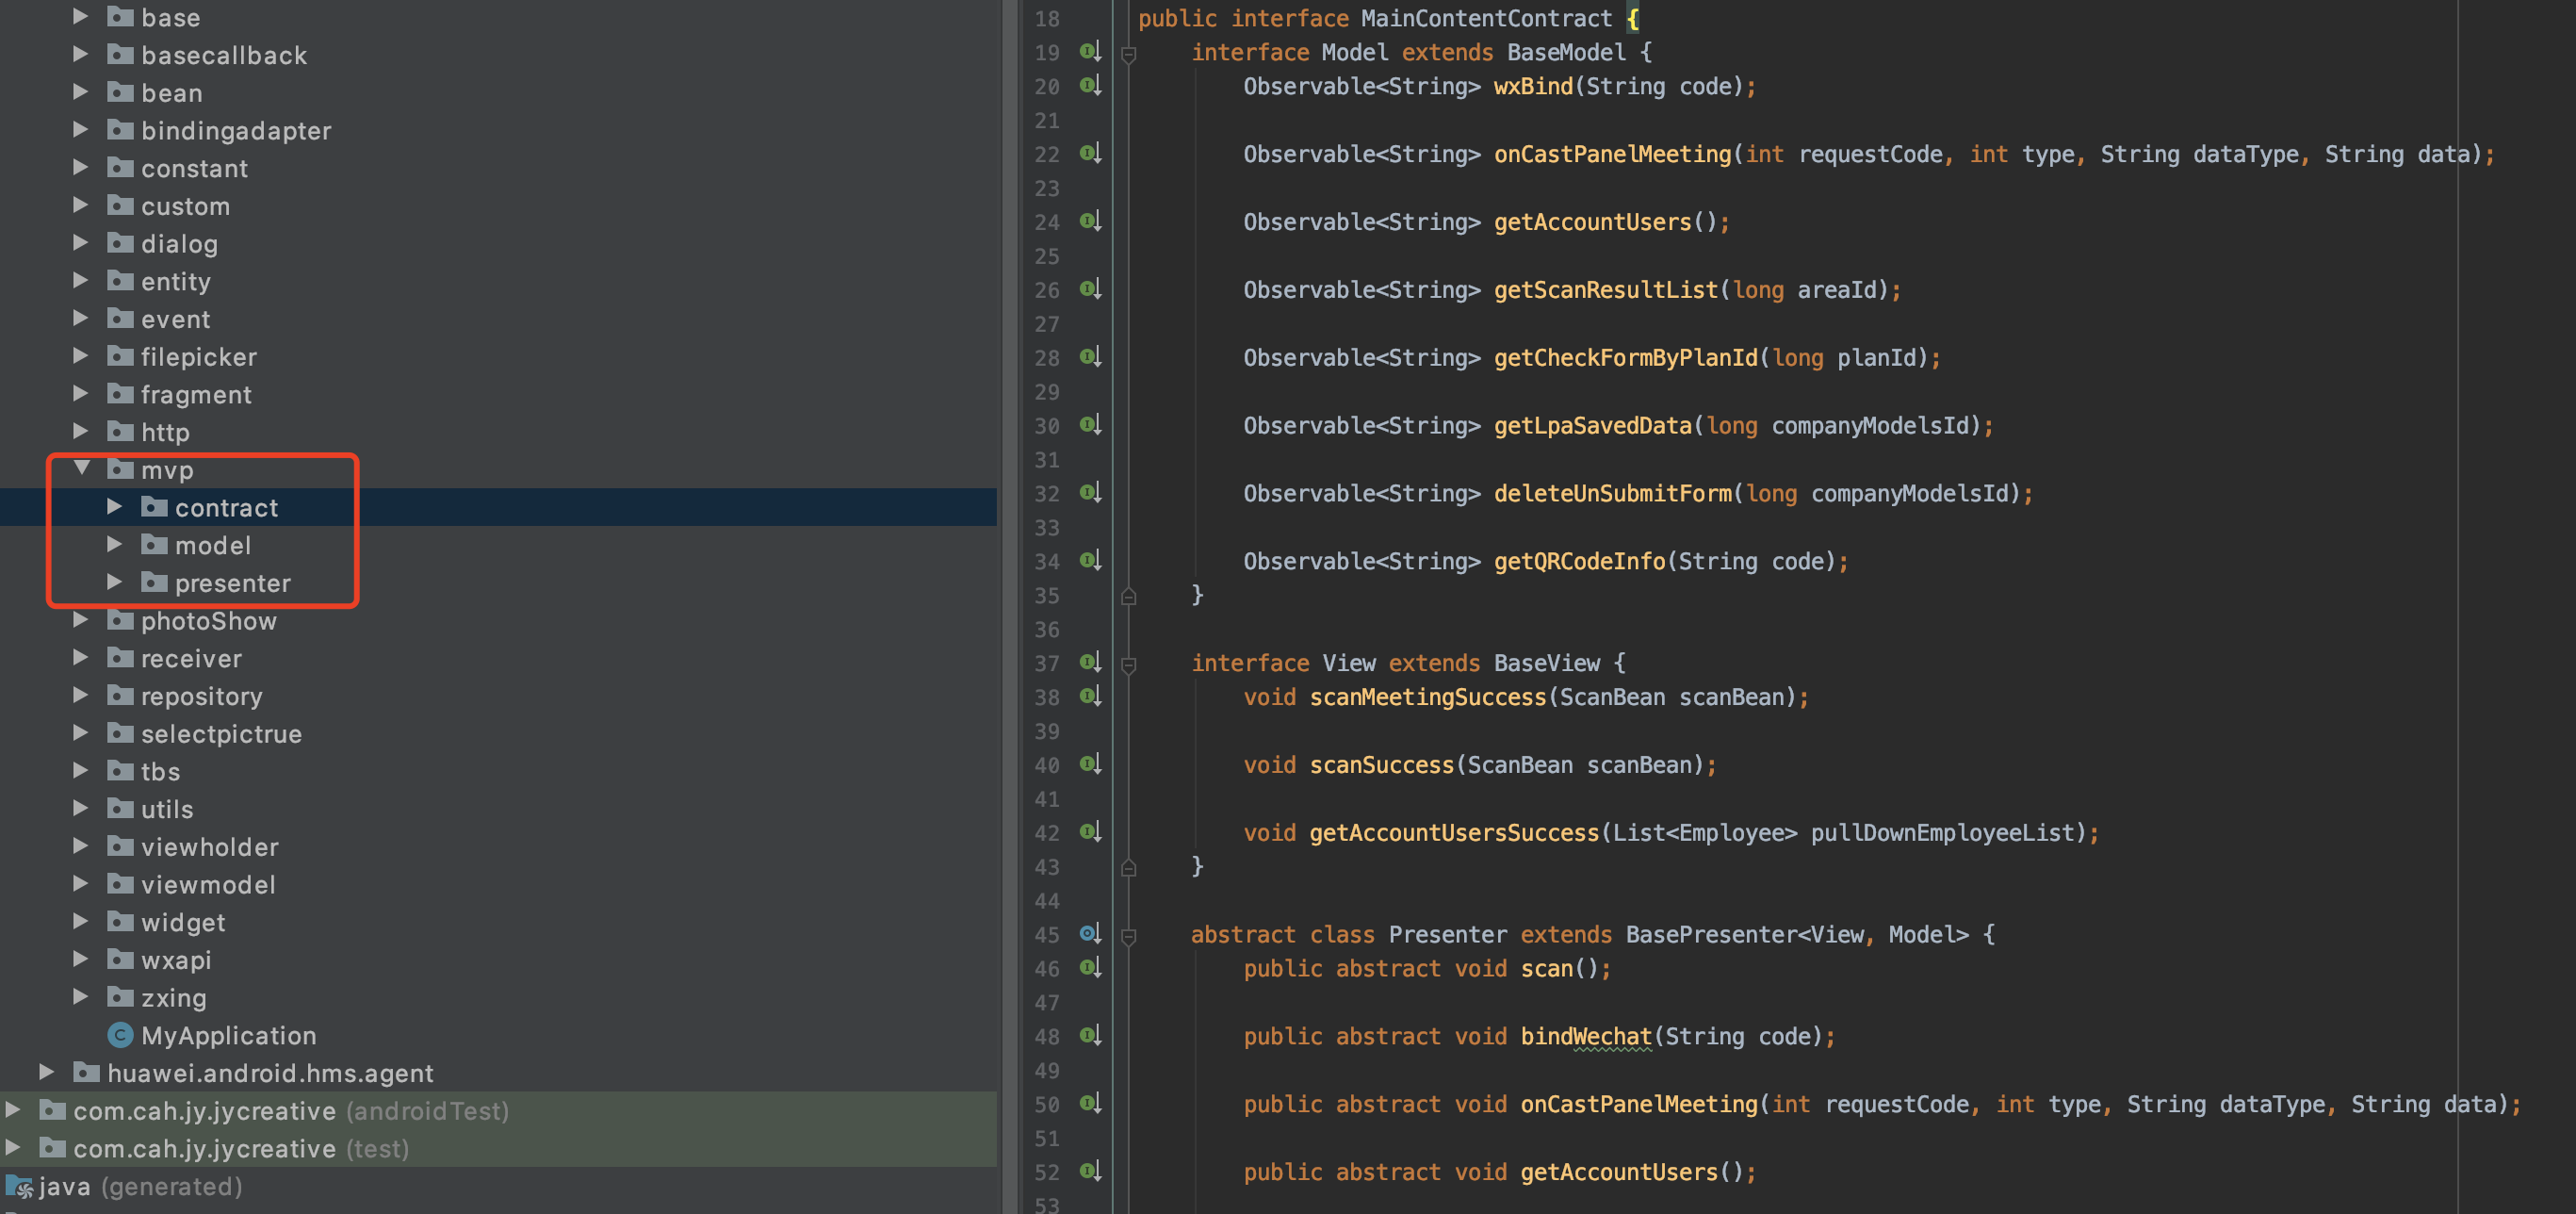 base
basecallback
bean
bindingadapter
constant
custom
dialog
entity
event
filepicker
fragment
http
mvp
contract
model
presenter
photoShow
receiver
repository
selectpictrue
tbs
utils
viewholder
viewmodel
widget
wxapi
zxing
MyApplication
huawei.android.hms.agent
com.cah.jy.jycreative (androidTest)
com.cah.jy.jycreative (test)
java (generated)
18 public interface MainContentContract {
19 interface Model extends BaseModel {
20 Observable<String> wxBind(String code);
21
22 Observable<String> onCastPanelMeeting(int requestCode, int type, String dataType, String data);
23
24 Observable<String> getAccountUsers();
25
26 Observable<String> getScanResultList(long areaId);
27
28 Observable<String> getCheckFormByPlanId(long planId);
29
30 Observable<String> getLpaSavedData(long companyModelsId);
31
32 Observable<String> deleteUnSubmitForm(long companyModelsId);
33
34 Observable<String> getQRCodeInfo(String code);
35 }
36
37 interface View extends BaseView {
38 void scanMeetingSuccess(ScanBean scanBean);
39
40 void scanSuccess(ScanBean scanBean);
41
42 void getAccountUsersSuccess(List<Employee> pullDownEmployeeList);
43 }
44
45 abstract class Presenter extends BasePresenter<View, Model> {
46 public abstract void scan();
47
48 public abstract void bindWechat(String code);
49
50 public abstract void onCastPanelMeeting(int requestCode, int type, String dataType, String data);
51
52 public abstract void getAccountUsers();
53